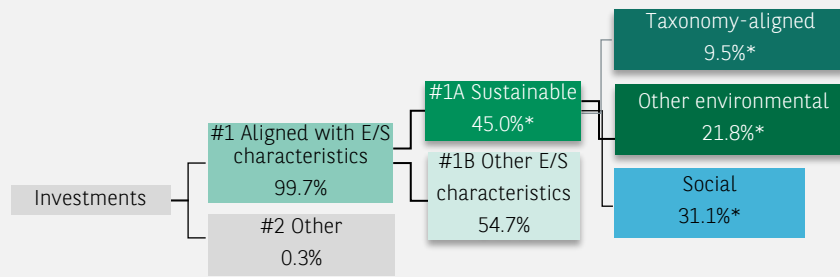 Investments
#1 Aligned with E/S
characteristics
99.7%
#2 Other
0.3%
#1A Sustainable
45.0%*
#1B Other E/S
characteristics
54.7%
Taxonomy-aligned
9.5%*
Other environmental
21.8%*
Social
31.1%*